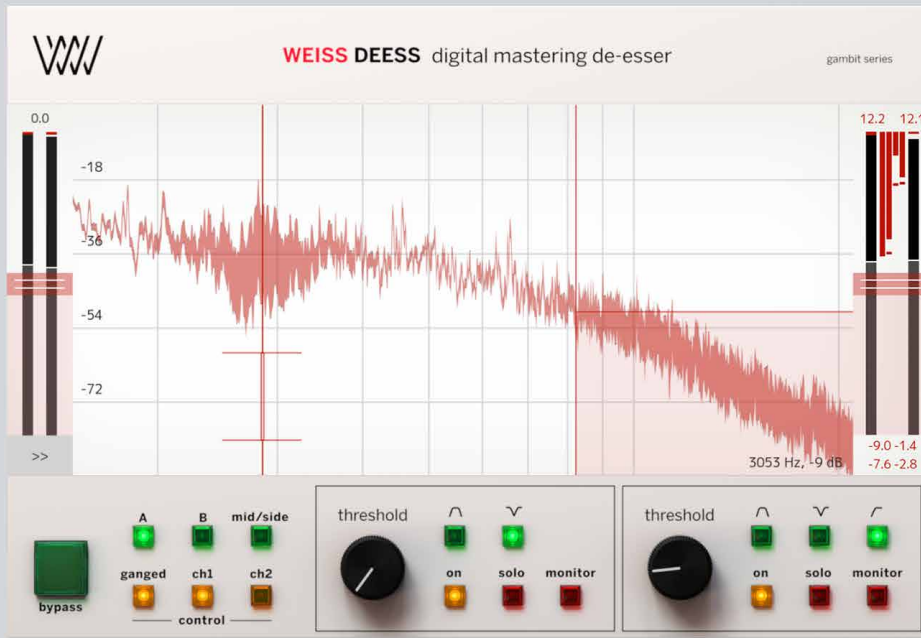 WEISS DEESS digital mastering de-esser
gambit series
0.0
12.2
-18
-36
-54
-72
>>
3053 Hz, -9 dB
-9.0 -1.4
-7.6 -2.8
bypass
A B mid/side
ganged ch1 ch2
control
threshold
on solo monitor
threshold
on solo monitor